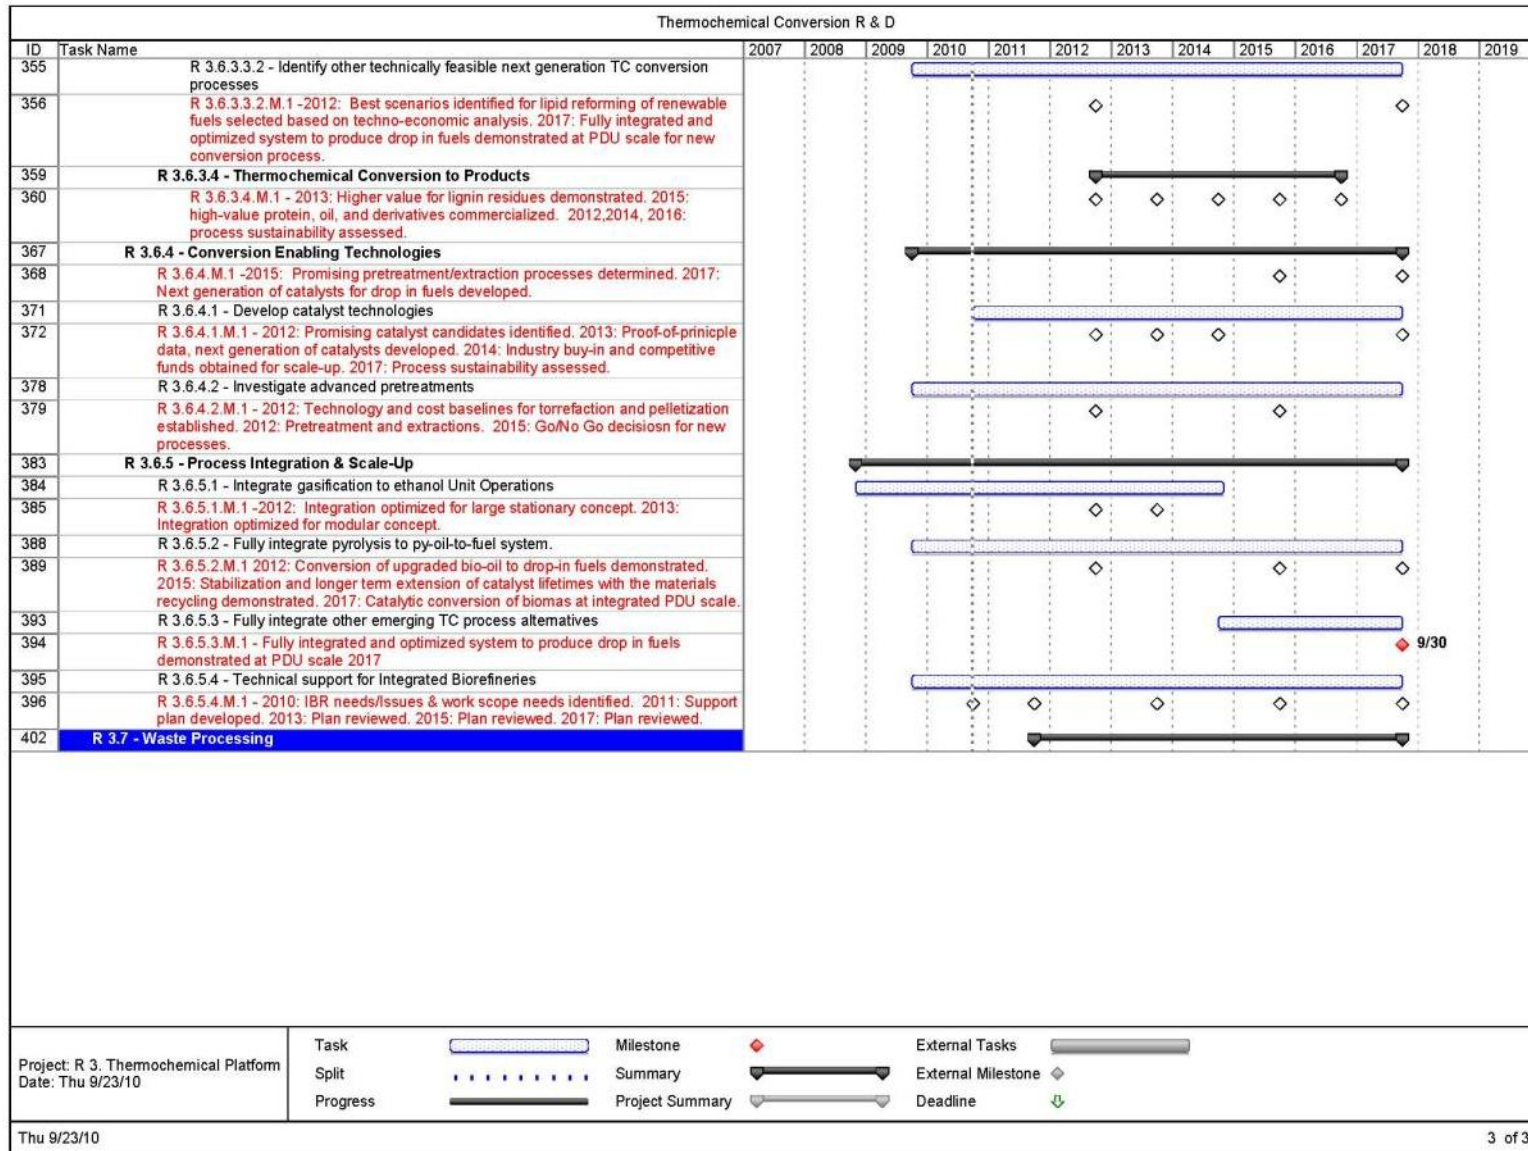 Thermochemical Conversion R & D
ID Task Name 2007 2008 2009 2010 2011 2012 2013 2014 2015 2016 2017 2018 2019
355 R 3.6.3.3.2 - Identify other technically feasible next generation TC conversion
processes
356 R 3.6.3.3.2.M.1 -2012: Best scenarios identified for lipid reforming of renewable
fuels selected based on techno-economic analysis. 2017: Fully integrated and
optimized system to produce drop in fuels demonstrated at PDU scale for new
conversion process.
359 R 3.6.3.4 - Thermochemical Conversion to Products
360 R 3.6.3.4.M.1 - 2013: Higher value for lignin residues demonstrated. 2015:
high-value protein, oil, and derivatives commercialized. 2012,2014, 2016:
process sustainability assessed.
367 R 3.6.4 - Conversion Enabling Technologies
368 R 3.6.4.M.1 -2015: Promising pretreatment/extraction processes determined. 2017:
Next generation of catalysts for drop in fuels developed.
371 R 3.6.4.1 - Develop catalyst technologies
372 R 3.6.4.1.M.1 - 2012: Promising catalyst candidates identified. 2013: Proof-of-prinicple
data, next generation of catalysts developed. 2014: Industry buy-in and competitive
funds obtained for scale-up. 2017: Process sustainability assessed.
378 R 3.6.4.2 - Investigate advanced pretreatments
379 R 3.6.4.2.M.1 - 2012: Technology and cost baselines for torrefaction and pelletization
established. 2012: Pretreatment and extractions. 2015: Go/No Go decisiosn for new
processes.
383 R 3.6.5 - Process Integration & Scale-Up
384 R 3.6.5.1 - Integrate gasification to ethanol Unit Operations
385 R 3.6.5.1.M.1 -2012: Integration optimized for large stationary concept. 2013:
Integration optimized for modular concept.
388 R 3.6.5.2 - Fully integrate pyrolysis to py-oil-to-fuel system.
389 R 3.6.5.2.M.1 2012: Conversion of upgraded bio-oil to drop-in fuels demonstrated.
2015: Stabilization and longer term extension of catalyst lifetimes with the materials
recycling demonstrated. 2017: Catalytic conversion of biomas at integrated PDU scale.
393 R 3.6.5.3 - Fully integrate other emerging TC process alternatives
394 R 3.6.5.3.M.1 - Fully integrated and optimized system to produce drop in fuels 9/30
demonstrated at PDU scale 2017
395 R 3.6.5.4 - Technical support for Integrated Biorefineries
396 R 3.6.5.4.M.1 - 2010: IBR needs/Issues & work scope needs identified. 2011: Support
plan developed. 2013: Plan reviewed. 2015: Plan reviewed. 2017: Plan reviewed.
402 R 3.7 - Waste Processing
Project: R 3. Thermochemical Platform
Date: Thu 9/23/10
Task Milestone External Tasks
Split Summary External Milestone
Progress Project Summary Deadline
Thu 9/23/10 3 of 3